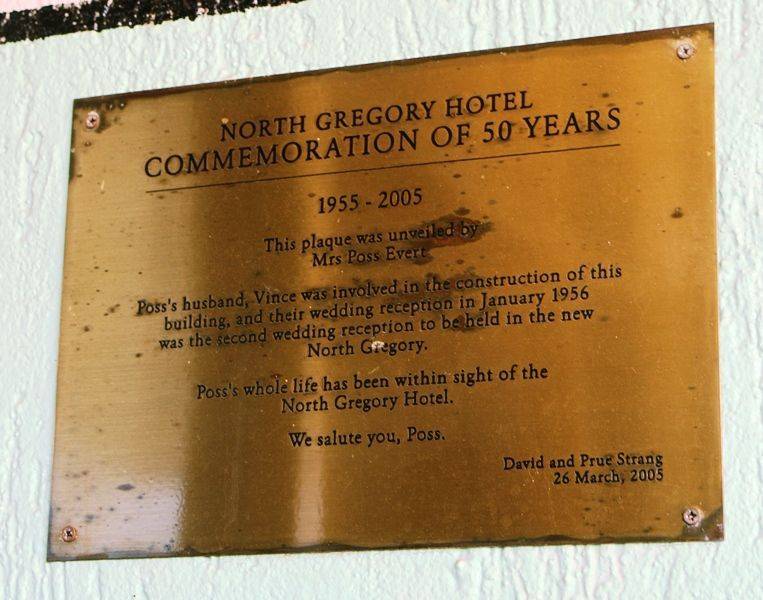 NORTH GREGORY HOTEL
COMMEMORATION OF 50 YEARS
1955 - 2005
This plaque was unveiled by
Mrs Poss Evert
Poss's husband, Vince was involved in the construction of this
building, and their wedding reception in January 1956
was the second wedding reception to be held in the new
North Gregory.
Poss's whole life has been within sight of the
North Gregory Hotel.
We salute you, Poss.
David and Prue Strang
26 March, 2005